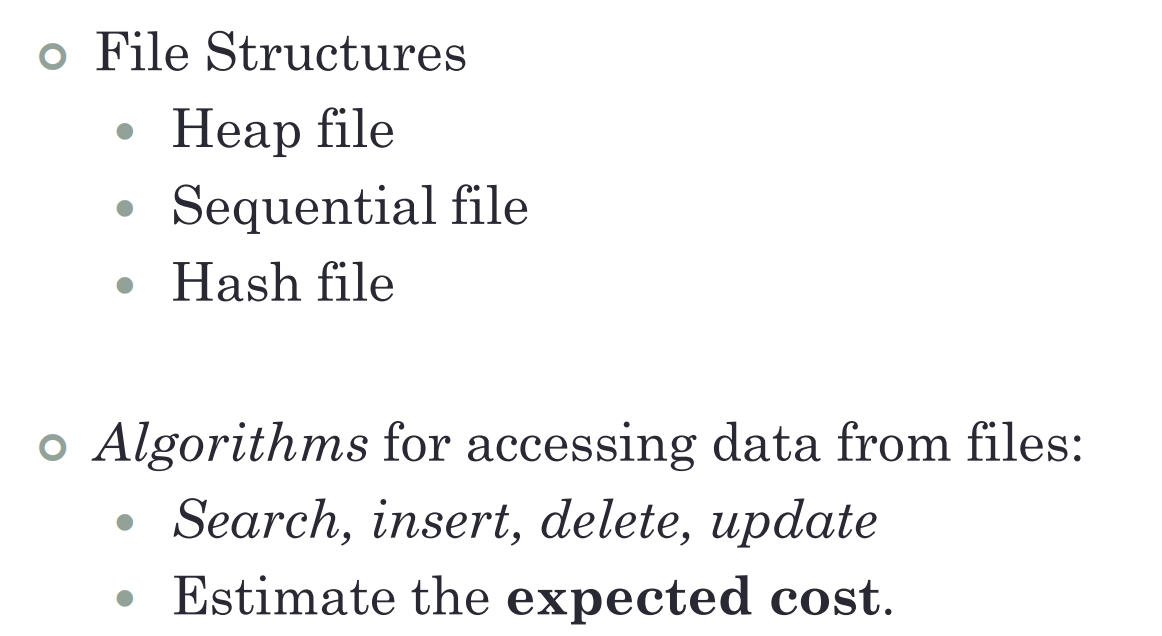 File Structures
Heap file
Sequential file
Hash file
Algorithms for accessing data from files:
Search, insert, delete, update
Estimate the expected cost.